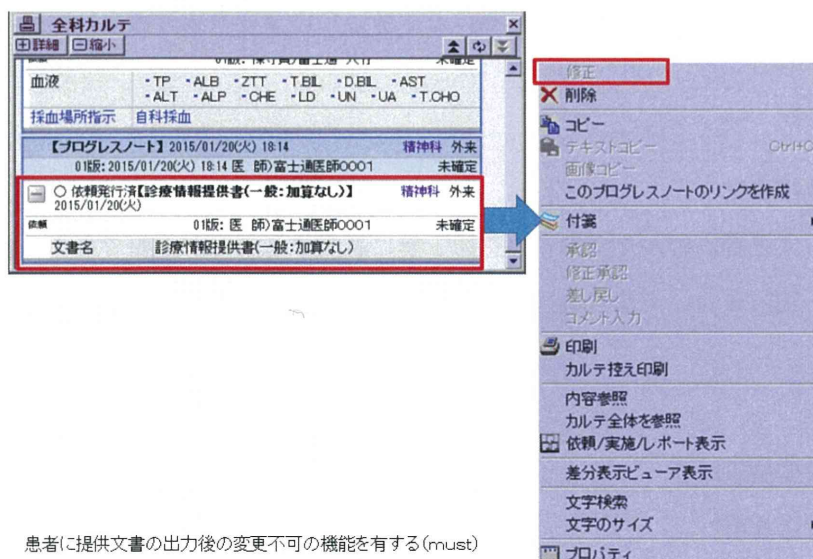 全科カルテ
詳細 縮小
血液 ・TP ・ALB ・ZTT ・T.BIL ・D.BIL ・AST
・ALT ・ALP ・CHE ・LD ・UN ・UA ・T.CHO
採血場所指示 自科採血
【プログレスノート】 2015/01/20(火) 18:14 精神科 外来
01版: 2015/01/20(火) 18:14 医 師)富士通医師0001 未確定
○ 依頼発行済【診療情報提供書(一般:加算なし)】 精神科 外来
2015/01/20(火)
依頼 01版: 医 師)富士通医師0001 未確定
文書名 診療情報提供書(一般:加算なし)
修正
削除
コピー
テキストコピー Ctrl+C
画像コピー
このプログレスノートのリンクを作成
付箋
承認
修正承認
差し戻し
コメント入力
印刷
カルテ控え印刷
内容参照
カルテ全体を参照
依頼/実施/レポート表示
差分表示ビューア表示
文字検索
文字のサイズ
プロパティ
患者に提供文書の出力後の変更不可の機能を有する(must)